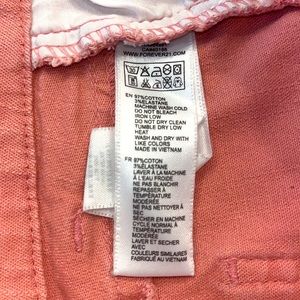 CA#03188
WWW.FOREVER21.COM
EN 97%COTTON
3%ELASTANE
MACHINE WASH COLD
DO NOT BLEACH
IRON LOW
DO NOT DRY CLEAN
TUMBLE DRY LOW
HEAT
WASH AND DRY WITH
LIKE COLORS
MADE IN VIETNAM
FR 97%COTON
3%ELASTANE
LAVER À LA MACHINE
À L'EAU FROIDE
NE PAS BLANCHIR
REPASSER À
TEMPÉRATURE
MODÉRÉE
NE PAS NETTOYER
À SEC
SÉCHER EN MACHINE
CYCLE NORMAL À
TEMPÉRATURE
MODÉRÉE
LAVER ET SÉCHER
AVEC
COULEURS SIMILAIRES
FABRIQUÉ AU VIETNAM